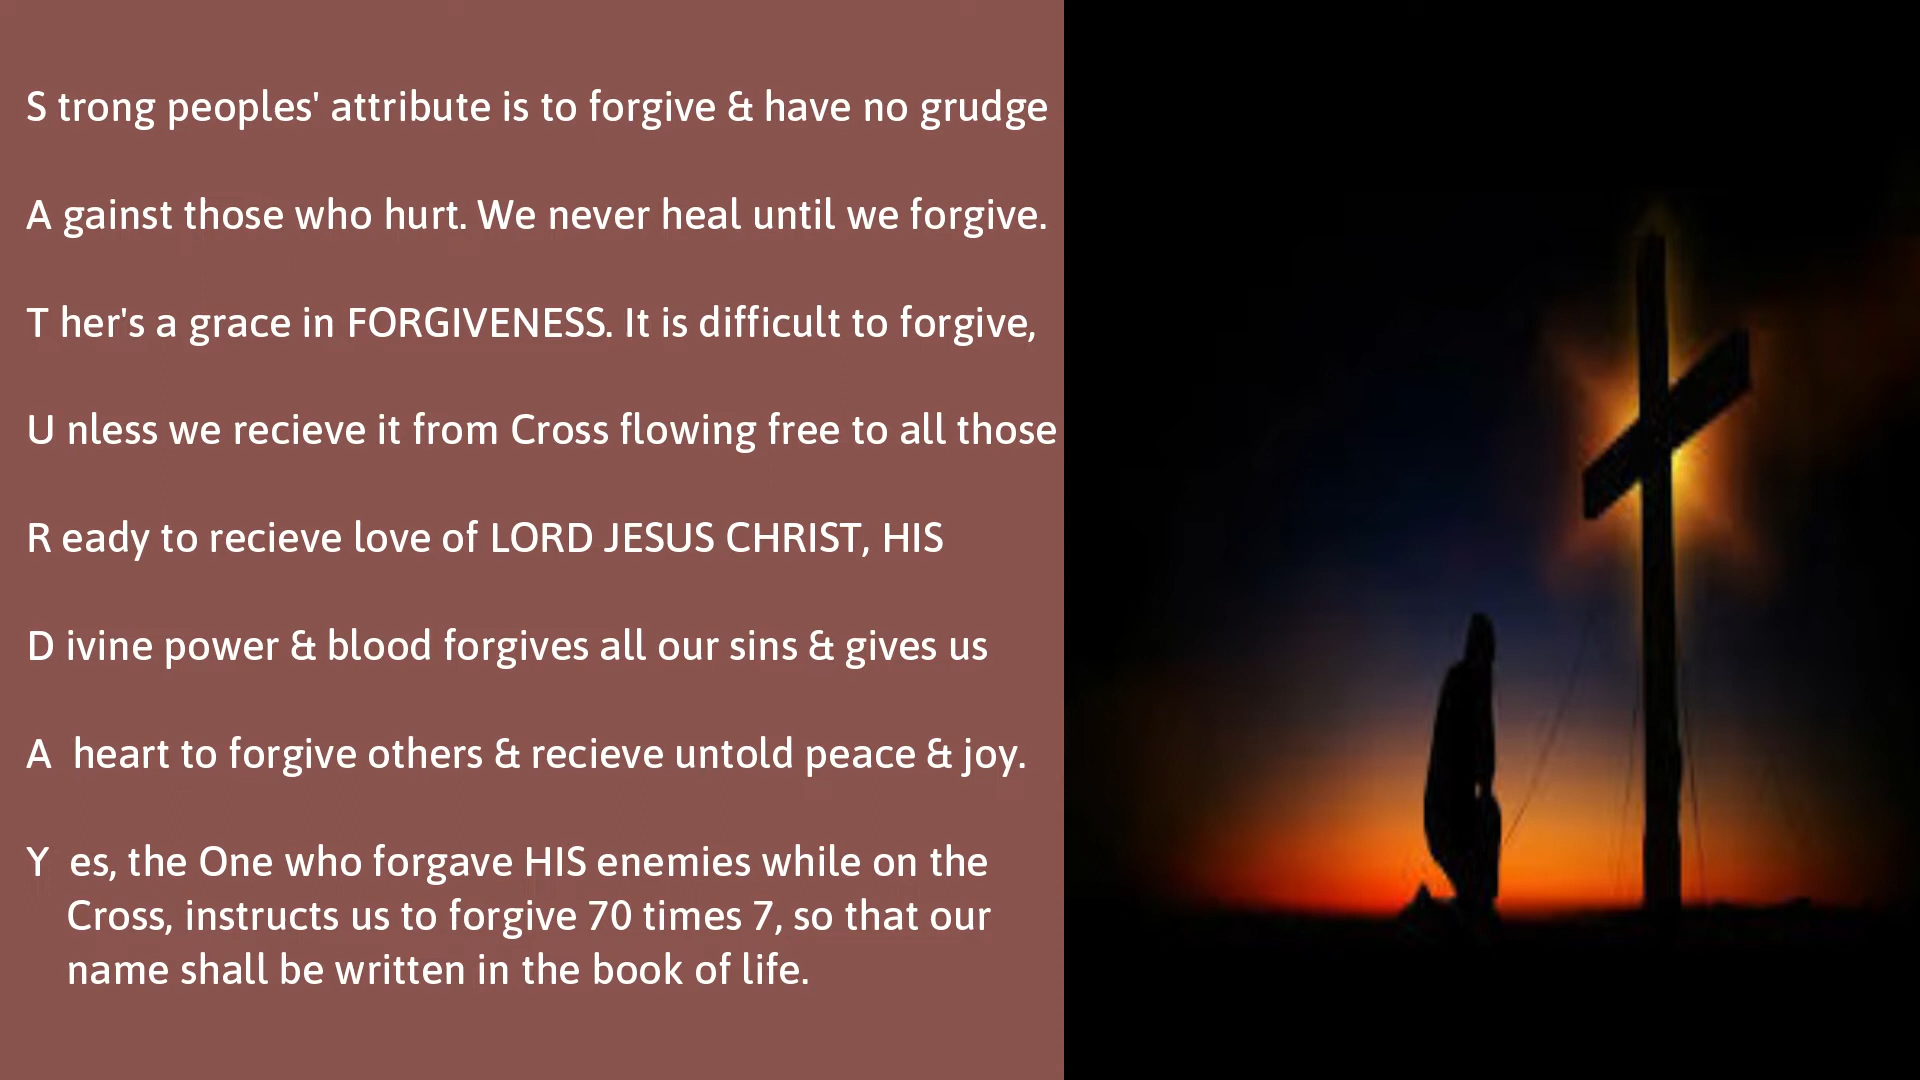 S trong peoples' attribute is to forgive & have no grudge
A gainst those who hurt. We never heal until we forgive.
T her's a grace in FORGIVENESS. It is difficult to forgive,
U nless we recieve it from Cross flowing free to all those
R eady to recieve love of LORD JESUS CHRIST, HIS
D ivine power & blood forgives all our sins & gives us
A  heart to forgive others & recieve untold peace & joy.
Y  es, the One who forgave HIS enemies while on the
Cross, instructs us to forgive 70 times 7, so that our
name shall be written in the book of life.